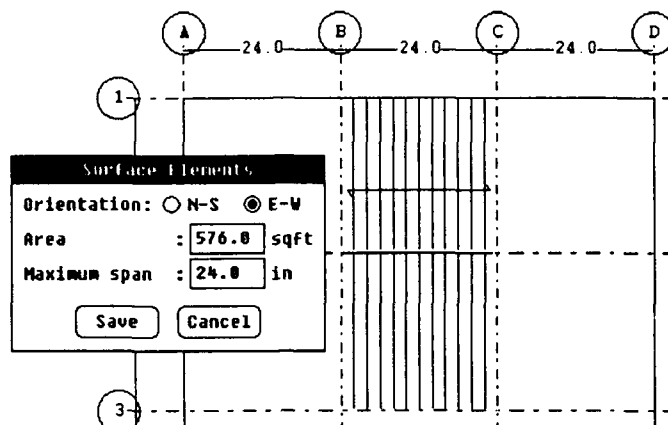 A B C D
24.0 24.0 24.0
1
Surface Elements
Orientation: N-S E-W
Area : 576.0 sqft
Maximum span : 24.0 in
Save Cancel
3